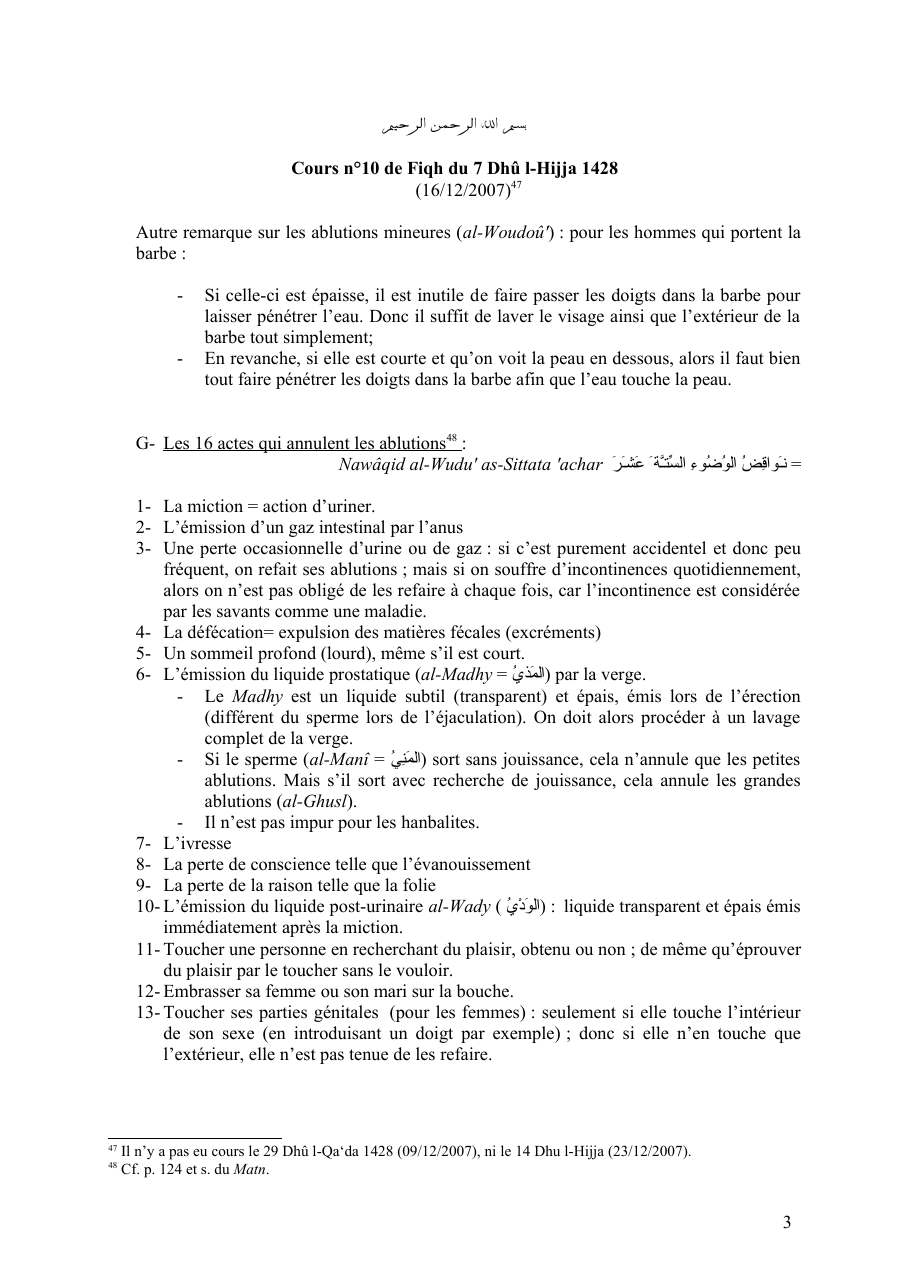 بسم الله الرحمن الرحيم
Cours n°10 de Fiqh du 7 Dhû l-Hijja 1428
(16/12/2007)47
Autre remarque sur les ablutions mineures (al-Woudoû') : pour les hommes qui portent la
barbe :
- Si celle-ci est épaisse, il est inutile de faire passer les doigts dans la barbe pour
laisser pénétrer l’eau. Donc il suffit de laver le visage ainsi que l’extérieur de la
barbe tout simplement;
- En revanche, si elle est courte et qu’on voit la peau en dessous, alors il faut bien
tout faire pénétrer les doigts dans la barbe afin que l’eau touche la peau.
G- Les 16 actes qui annulent les ablutions48 :
Nawâqid al-Wudu' as-Sittata 'achar نَـوَاقِضُ الوُضُوءِ السِّتَّـةَ عَشَـرَ =
1- La miction = action d’uriner.
2- L’émission d’un gaz intestinal par l’anus
3- Une perte occasionnelle d’urine ou de gaz : si c’est purement accidentel et donc peu
fréquent, on refait ses ablutions ; mais si on souffre d’incontinences quotidiennement,
alors on n’est pas obligé de les refaire à chaque fois, car l’incontinence est considérée
par les savants comme une maladie.
4- La défécation= expulsion des matières fécales (excréments)
5- Un sommeil profond (lourd), même s’il est court.
6- L’émission du liquide prostatique (al-Madhy = المَذيُ) par la verge.
- Le Madhy est un liquide subtil (transparent) et épais, émis lors de l’érection
(différent du sperme lors de l’éjaculation). On doit alors procéder à un lavage
complet de la verge.
- Si le sperme (al-Manî = المَنِيُ) sort sans jouissance, cela n’annule que les petites
ablutions. Mais s’il sort avec recherche de jouissance, cela annule les grandes
ablutions (al-Ghusl).
- Il n’est pas impur pour les hanbalites.
7- L’ivresse
8- La perte de conscience telle que l’évanouissement
9- La perte de la raison telle que la folie
10- L’émission du liquide post-urinaire al-Wady ( الوَدْيُ) : liquide transparent et épais émis
immédiatement après la miction.
11- Toucher une personne en recherchant du plaisir, obtenu ou non ; de même qu’éprouver
du plaisir par le toucher sans le vouloir.
12- Embrasser sa femme ou son mari sur la bouche.
13- Toucher ses parties génitales (pour les femmes) : seulement si elle touche l’intérieur
de son sexe (en introduisant un doigt par exemple) ; donc si elle n’en touche que
l’extérieur, elle n’est pas tenue de les refaire.
47 Il n’y a pas eu cours le 29 Dhû l-Qa‘da 1428 (09/12/2007), ni le 14 Dhu l-Hijja (23/12/2007).
48 Cf. p. 124 et s. du Matn.
3